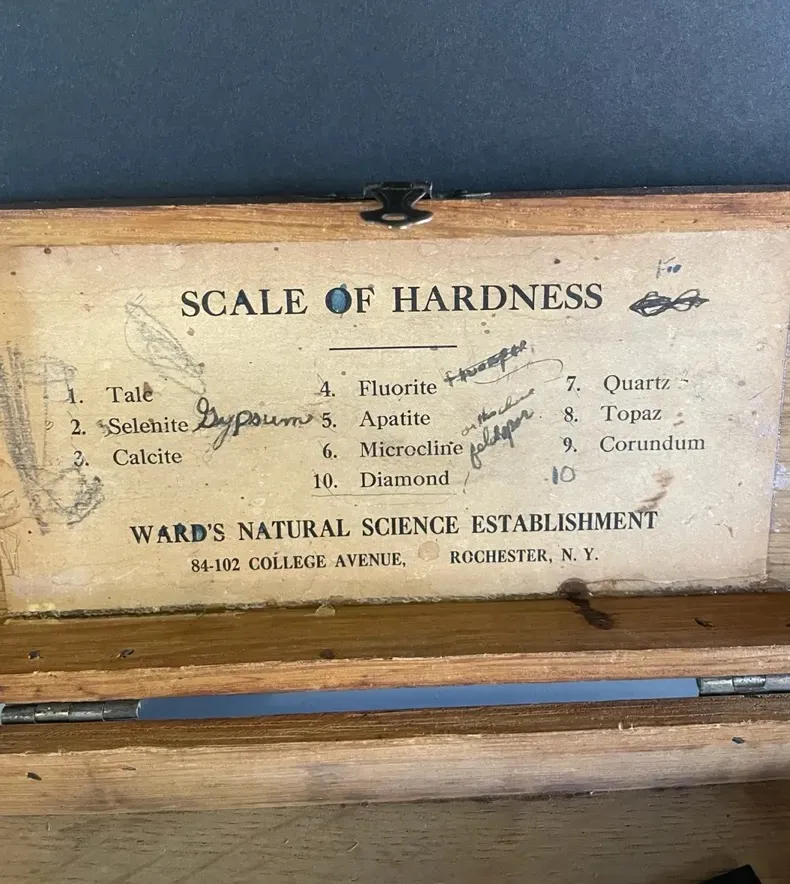 SCALE OF HARDNESS
1. Talc 4. Fluorite 7. Quartz
2. Selenite Gypsum 5. Apatite 8. Topaz
3. Calcite 6. Microcline orthocline feldspar 9. Corundum
10. Diamond 10
WARD'S NATURAL SCIENCE ESTABLISHMENT
84-102 COLLEGE AVENUE, ROCHESTER, N. Y.